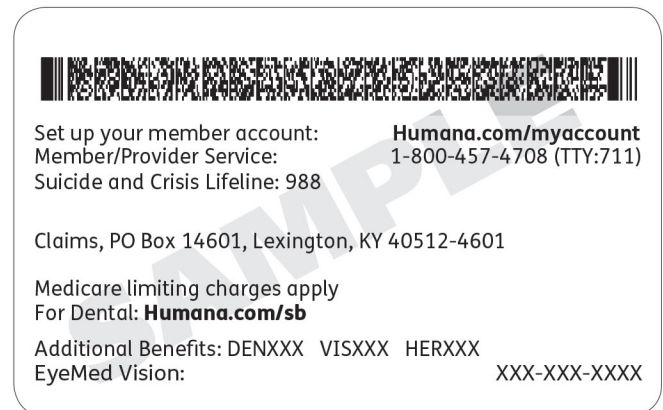 SAMPLE
Set up your member account: Humana.com/myaccount
Member/Provider Service: 1-800-457-4708 (TTY:711)
Suicide and Crisis Lifeline: 988
Claims, PO Box 14601, Lexington, KY 40512-4601
Medicare limiting charges apply
For Dental: Humana.com/sb
Additional Benefits: DENXXX VISXXX HERXXX
EyeMed Vision: XXX-XXX-XXXX